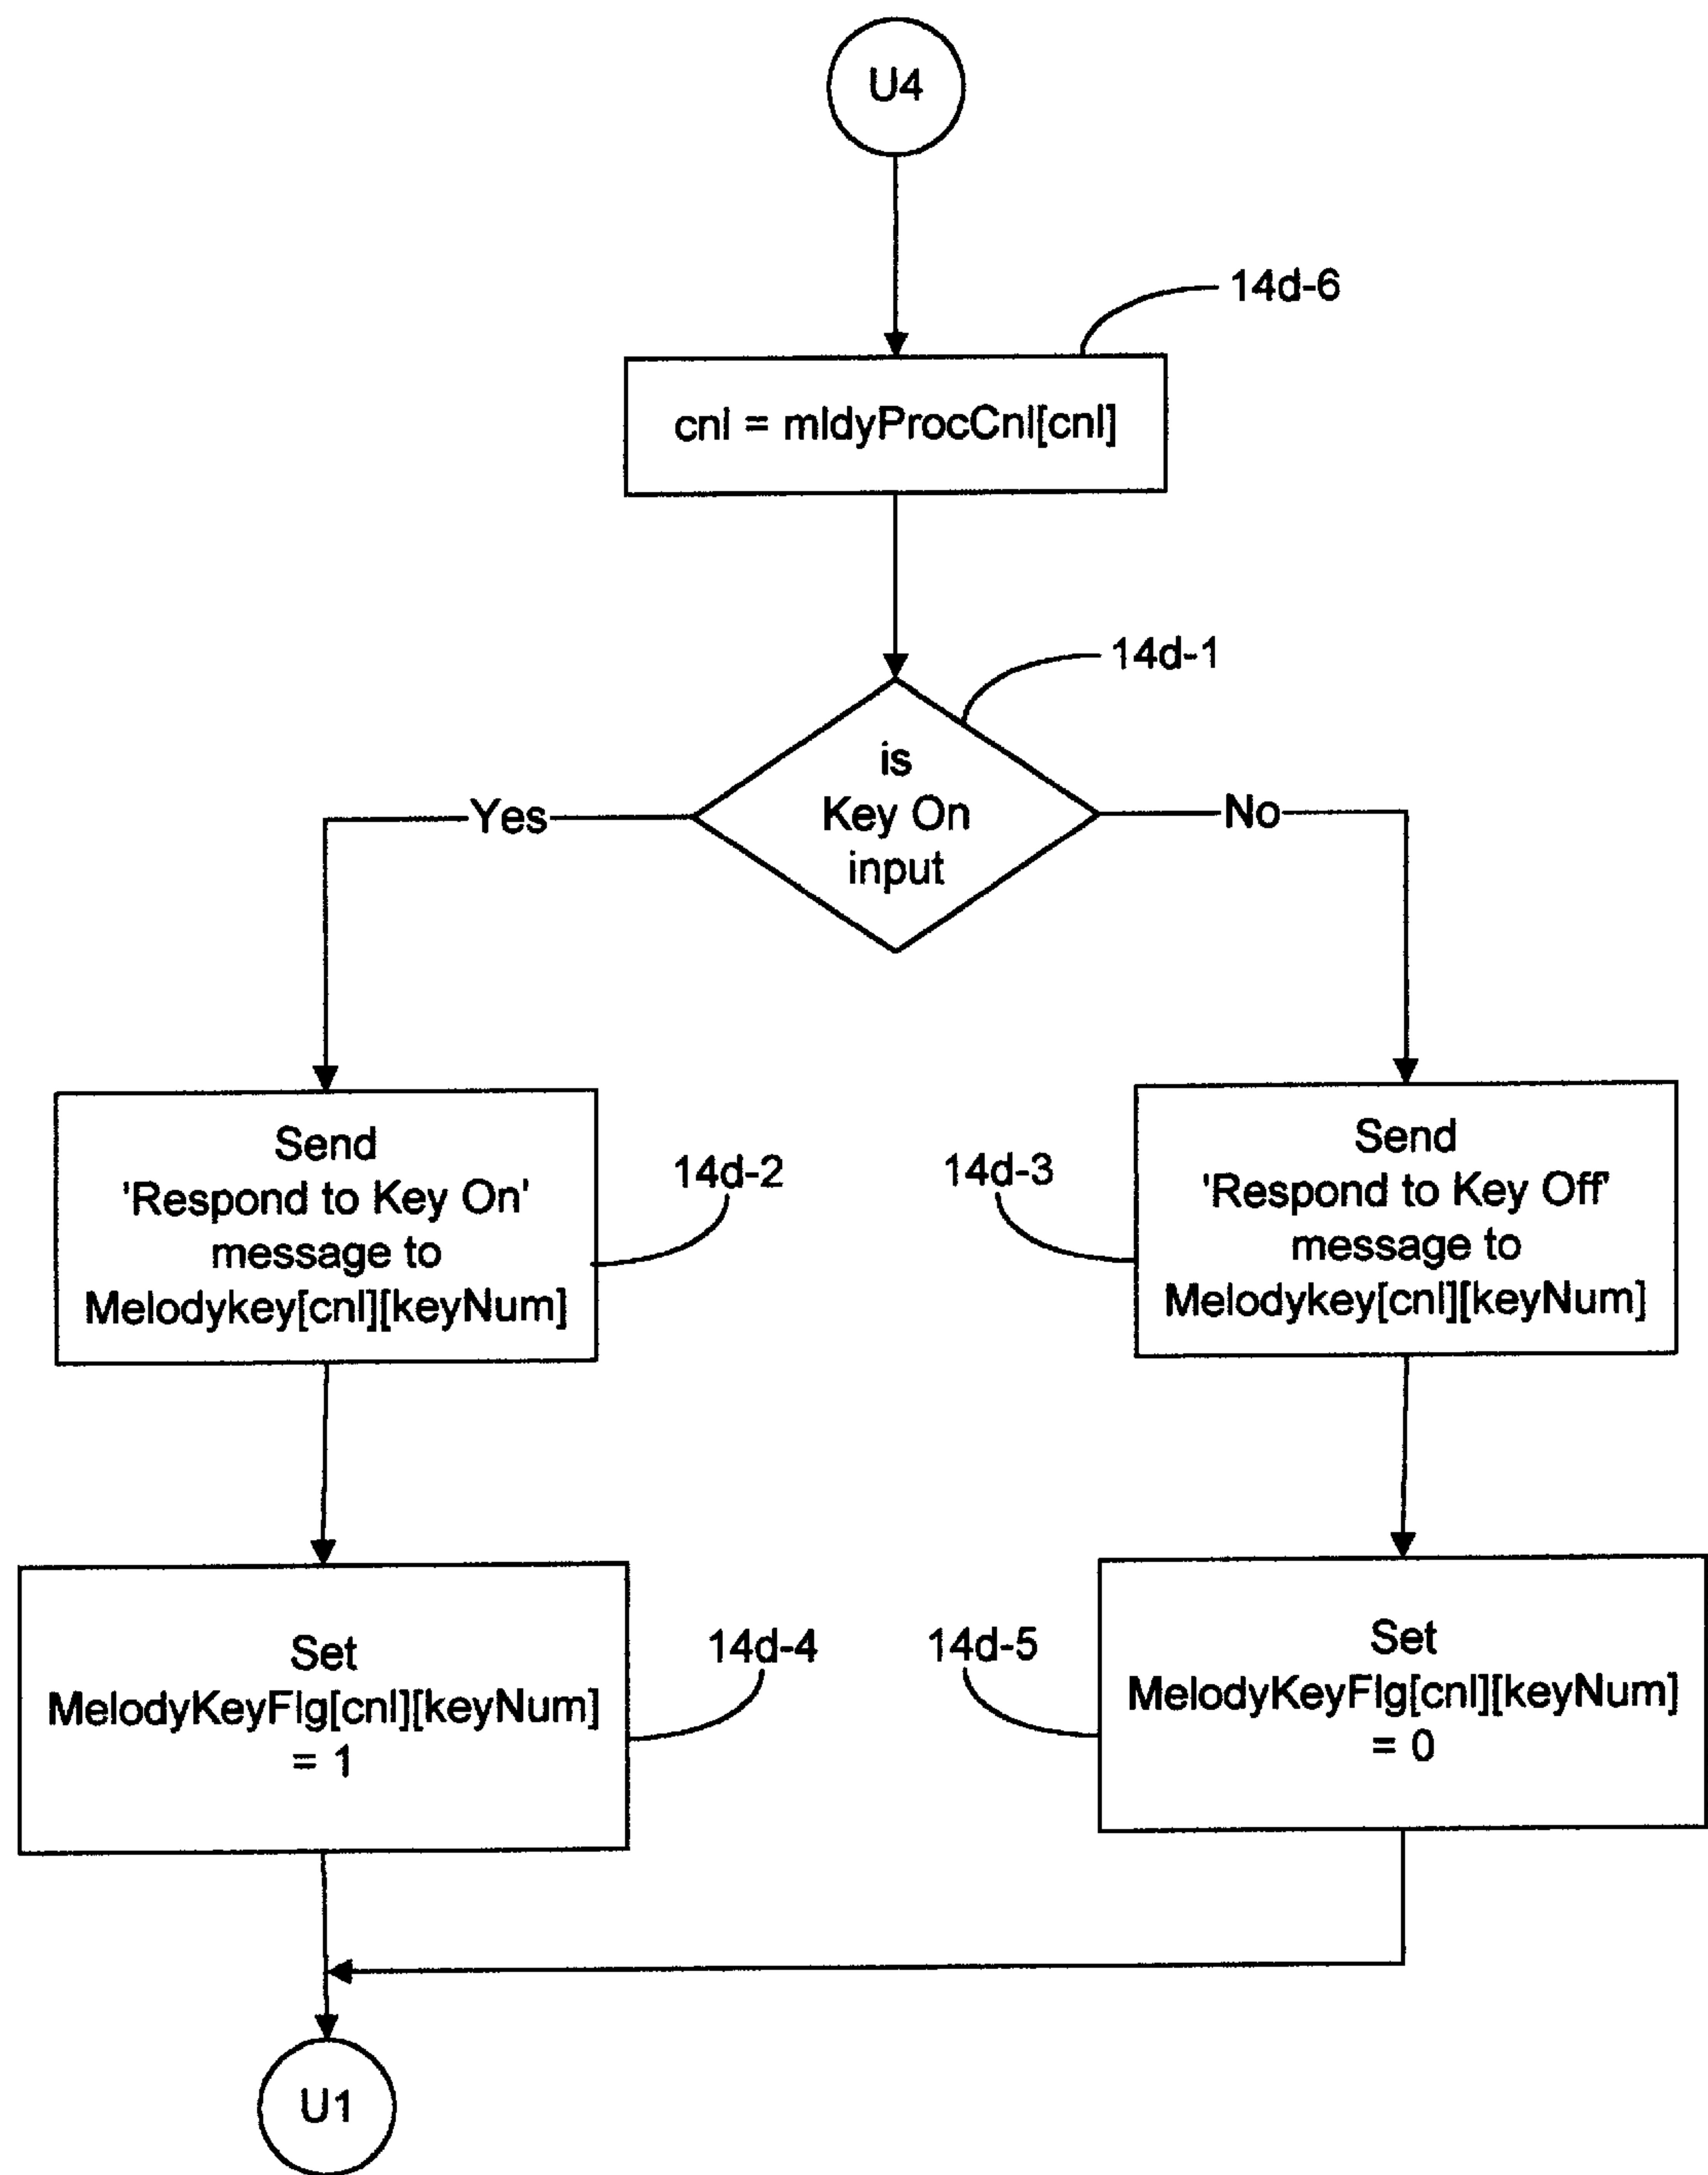 U4
14d-6
cnl = mldyProcCnl[cnl]
14d-1
is
Key On
input
Yes
No
Send
'Respond to Key On'
message to
Melodykey[cnl][keyNum]
14d-2
14d-3
Send
'Respond to Key Off'
message to
Melodykey[cnl][keyNum]
Set
MelodyKeyFlg[cnl][keyNum]
= 1
14d-4
14d-5
Set
MelodyKeyFlg[cnl][keyNum]
= 0
U1